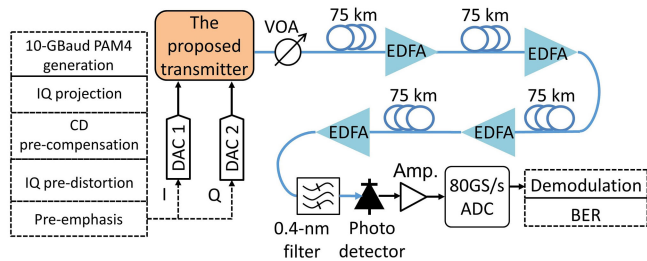 10-GBaud PAM4
generation
IQ projection
CD
pre-compensation
IQ pre-distortion
Pre-emphasis
The
proposed
transmitter
DAC 1
DAC 2
I
Q
VOA
75 km
EDFA
75 km
EDFA
75 km
EDFA
75 km
EDFA
0.4-nm
filter
Photo
detector
Amp.
80GS/s
ADC
Demodulation
BER